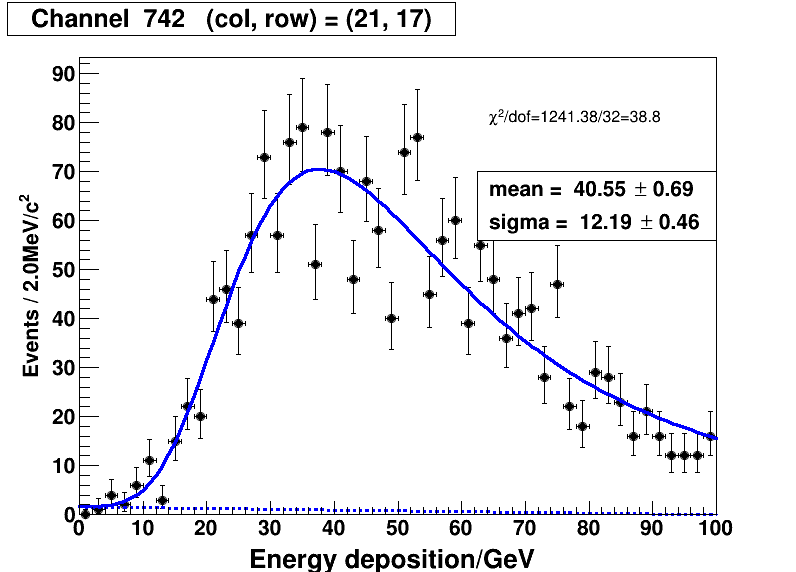 Channel 742 (col, row) = (21, 17)
χ²/dof=1241.38/32=38.8
mean = 40.55 ± 0.69
sigma = 12.19 ± 0.46
Events / 2.0MeV/c²
90
80
70
60
50
40
30
20
10
0
0 10 20 30 40 50 60 70 80 90 100
Energy deposition/GeV